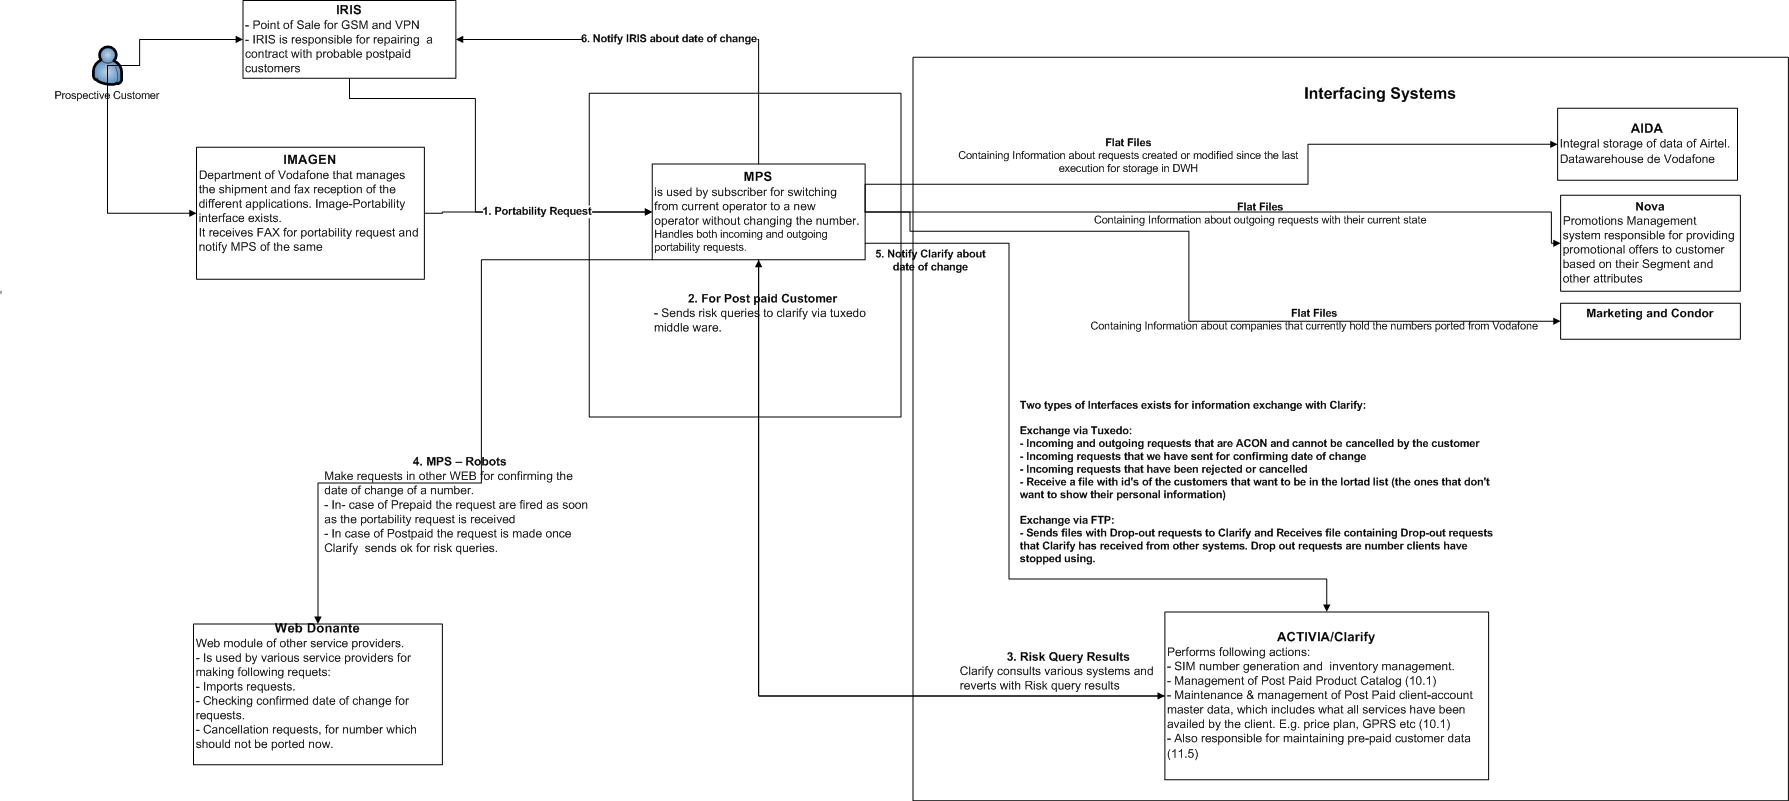 IRIS
- Point of Sale for GSM and VPN
- IRIS is responsible for repairing a
contract with probable postpaid
customers
Prospective Customer
6. Notify IRIS about date of change
IMAGEN
Department of Vodafone that manages
the shipment and fax reception of the
different applications. Image-Portability
interface exists.
It receives FAX for portability request and
notify MPS of the same
1. Portability Request
MPS
is used by subscriber for switching
from current operator to a new
operator without changing the number.
Handles both incoming and outgoing
portability requests.
2. For Post paid Customer
- Sends risk queries to clarify via tuxedo
middle ware.
5. Notify Clarify about
date of change
Interfacing Systems
Flat Files
Containing Information about requests created or modified since the last
execution for storage in DWH
AIDA
Integral storage of data of Airtel.
Datawarehouse de Vodafone
Flat Files
Containing Information about outgoing requests with their current state
Nova
Promotions Management
system responsible for providing
promotional offers to customer
based on their Segment and
other attributes
Flat Files
Containing Information about companies that currently hold the numbers ported from Vodafone
Marketing and Condor
Two types of Interfaces exists for information exchange with Clarify:
Exchange via Tuxedo:
- Incoming and outgoing requests that are ACON and cannot be cancelled by the customer
- Incoming requests that we have sent for confirming date of change
- Incoming requests that have been rejected or cancelled
- Receive a file with id's of the customers that want to be in the lortad list (the ones that don't
want to show their personal information)
Exchange via FTP:
- Sends files with Drop-out requests to Clarify and Receives file containing Drop-out requests
that Clarify has received from other systems. Drop out requests are number clients have
stopped using.
4. MPS – Robots
Make requests in other WEB for confirming the
date of change of a number.
- In- case of Prepaid the request are fired as soon
as the portability request is received
- In case of Postpaid the request is made once
Clarify sends ok for risk queries.
Web Donante
Web module of other service providers.
- Is used by various service providers for
making following requets:
- Imports requests.
- Checking confirmed date of change for
requests.
- Cancellation requests, for number which
should not be ported now.
3. Risk Query Results
Clarify consults various systems and
reverts with Risk query results
ACTIVIA/Clarify
Performs following actions:
- SIM number generation and inventory management.
- Management of Post Paid Product Catalog (10.1)
- Maintenance & management of Post Paid client-account
master data, which includes what all services have been
availed by the client. E.g. price plan, GPRS etc (10.1)
- Also responsible for maintaining pre-paid customer data
(11.5)